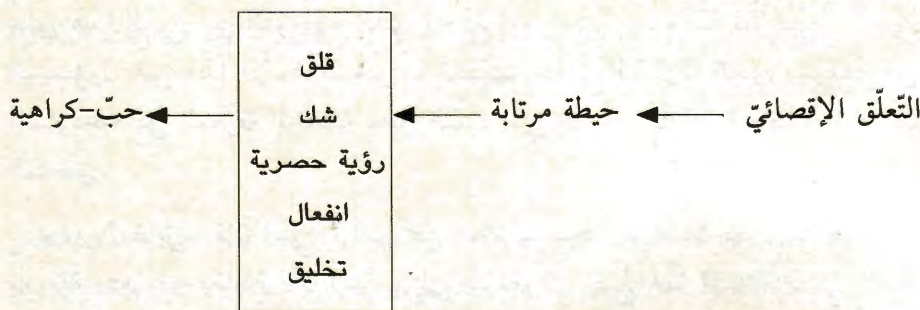 التّعلّق الإقصائيّ
حيطة مرتابة
قلق
شك
رؤية حصرية
انفعال
تخليق
حبّ-كراهية